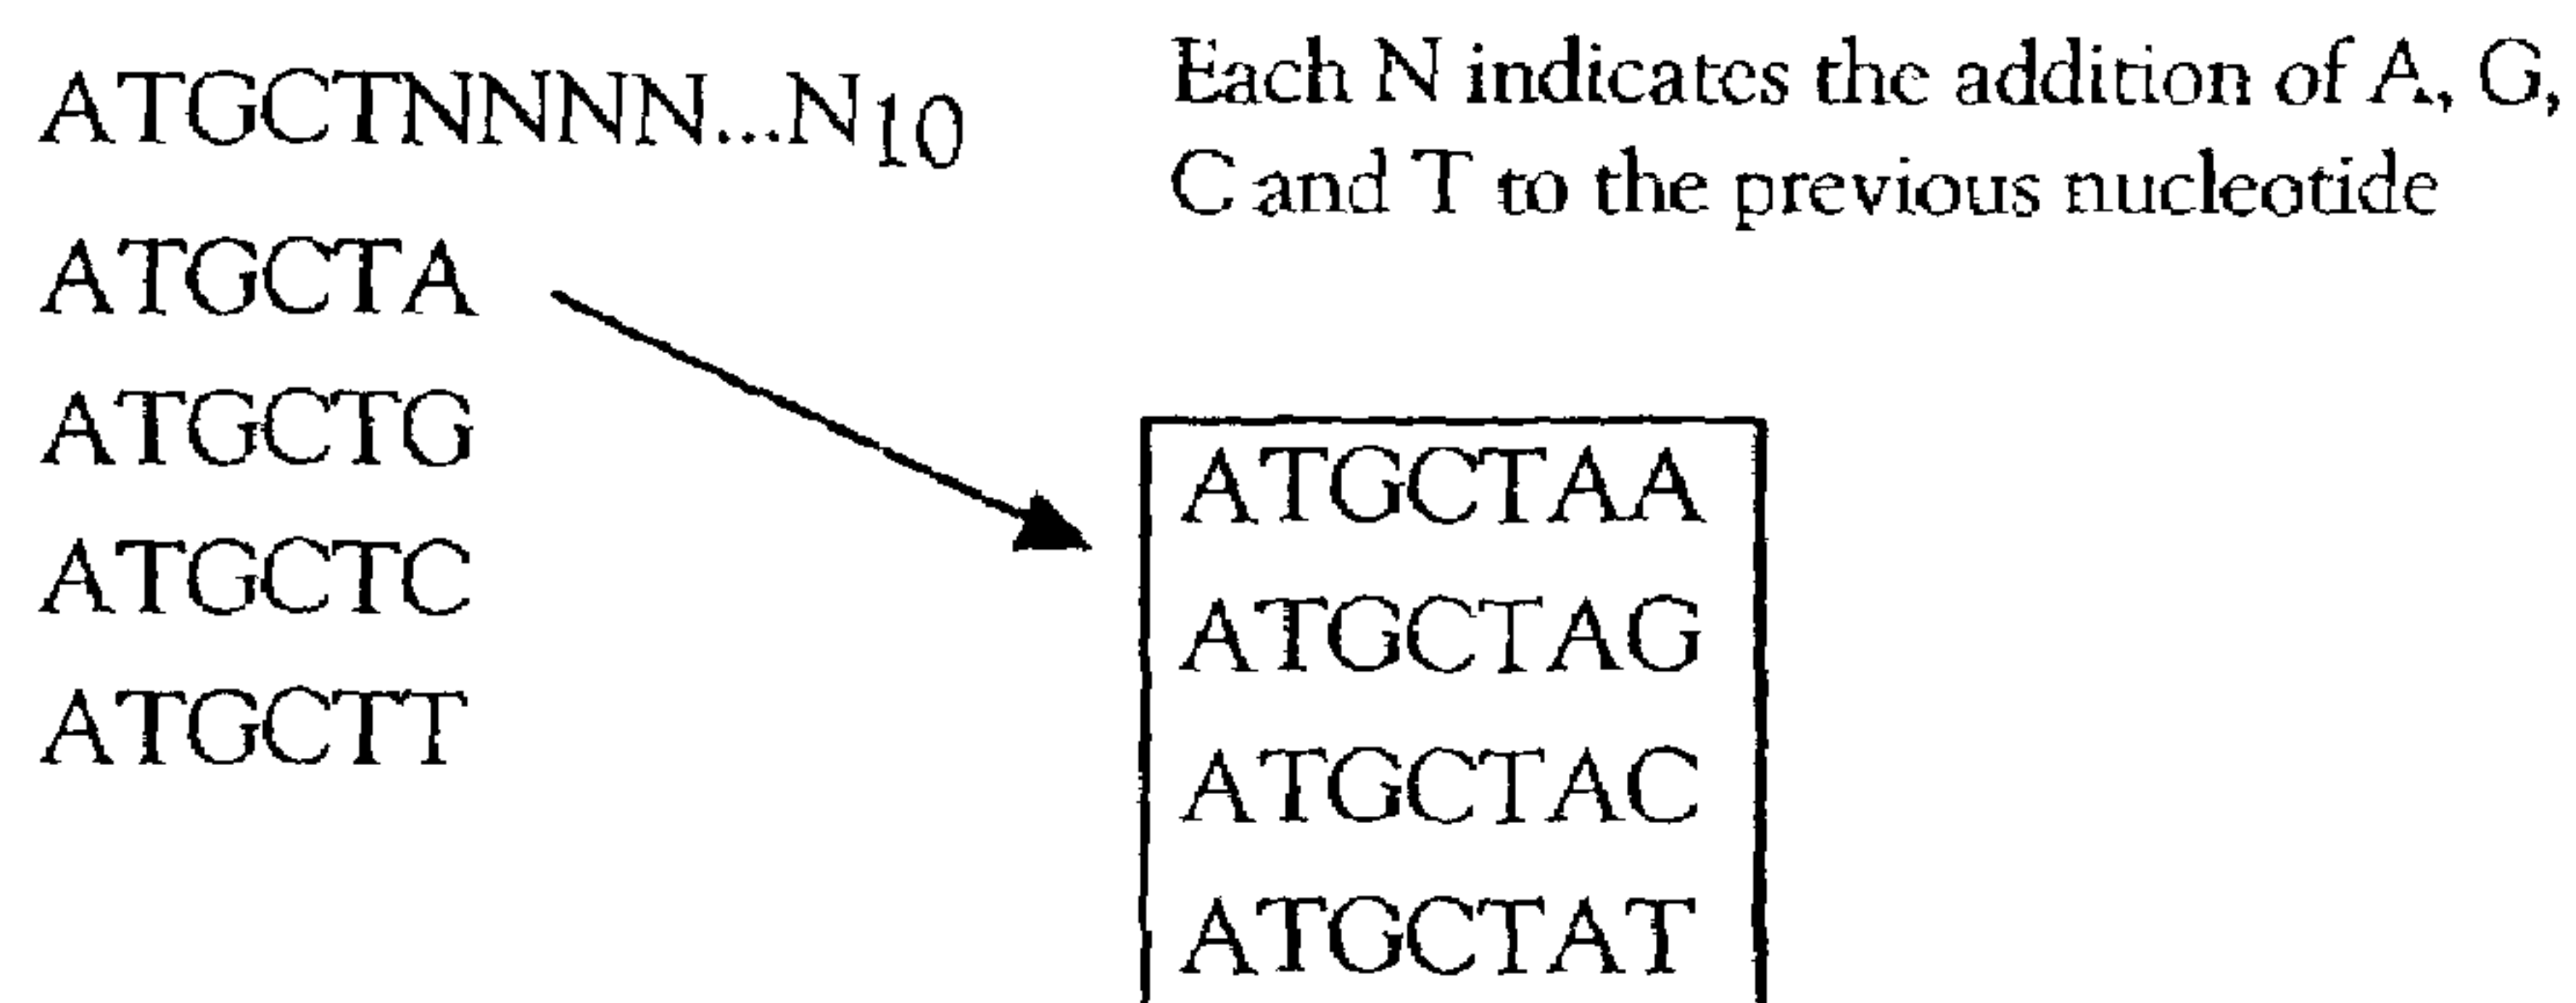 ATGCTNNNN...N10
Each N indicates the addition of A, G,
C and T to the previous nucleotide
ATGCTA
ATGCTG
ATGCTC
ATGCTT
ATGCTAA
ATGCTAG
ATGCTAC
ATGCTAT